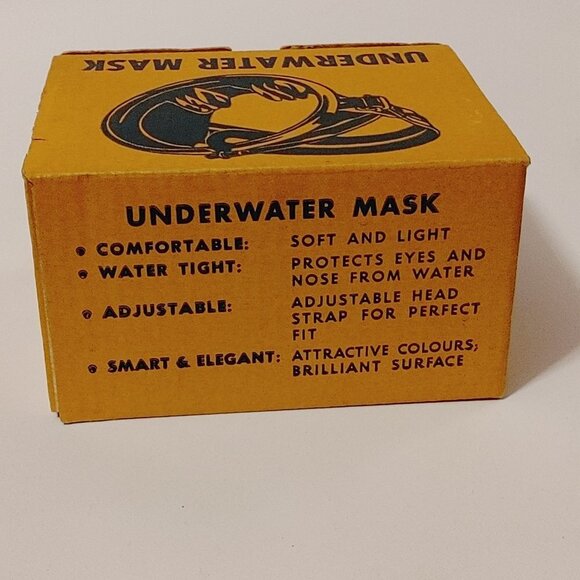 UNDERWATER MASK
UNDERWATER MASK
• COMFORTABLE: SOFT AND LIGHT
• WATER TIGHT: PROTECTS EYES AND
NOSE FROM WATER
• ADJUSTABLE: ADJUSTABLE HEAD
STRAP FOR PERFECT
FIT
• SMART & ELEGANT: ATTRACTIVE COLOURS;
BRILLIANT SURFACE